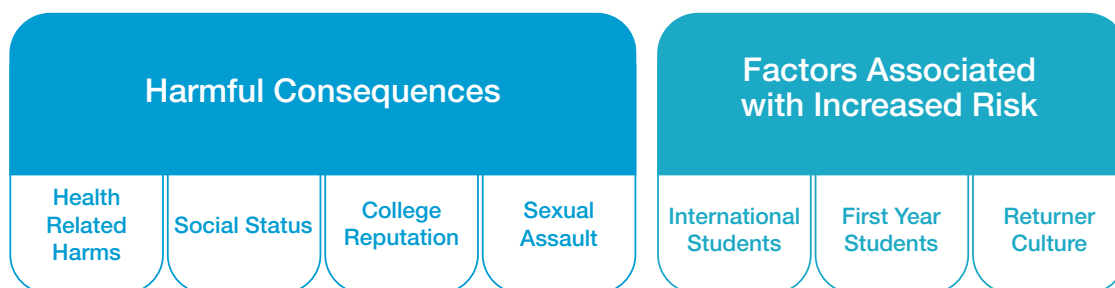 Harmful Consequences
Health
Related
Harms
Social Status
College
Reputation
Sexual
Assault
Factors Associated
with Increased Risk
International
Students
First Year
Students
Returner
Culture